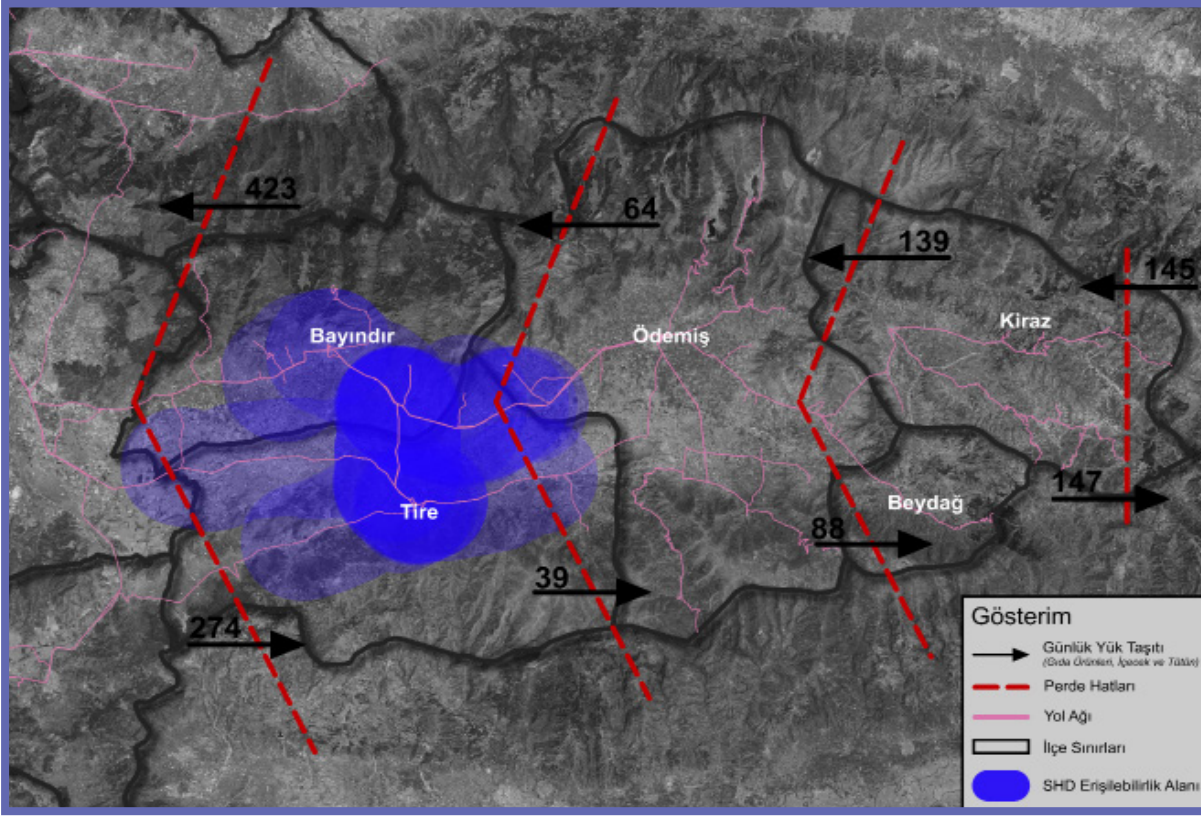 423
64
139
145
Bayındır
Ödemiş
Kiraz
147
Beydağ
Tire
88
39
274
Gösterim
Günlük Yük Taşıtı
(Gıda Ürünleri, İçecek ve Tütün)
Perde Hatları
Yol Ağı
İlçe Sınırları
SHD Erişilebilirlik Alanı